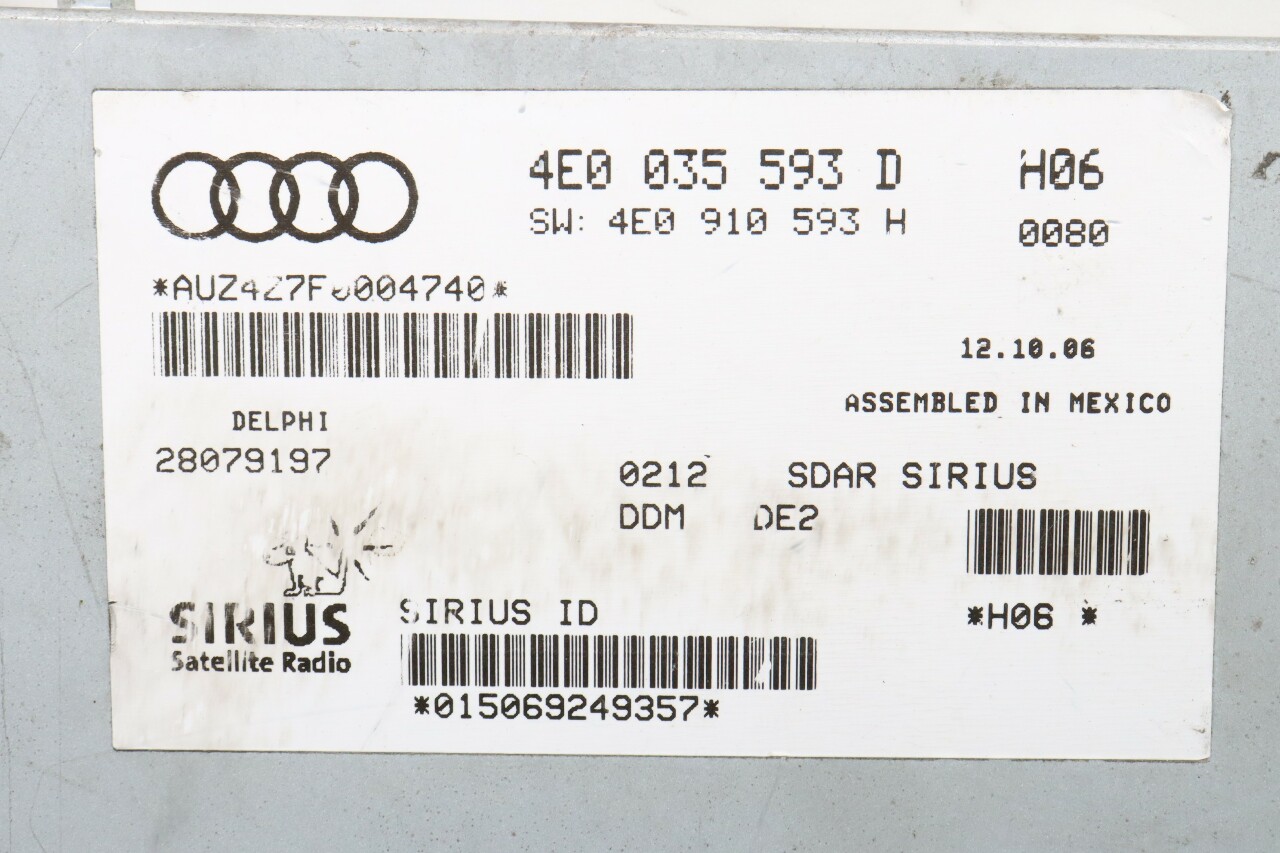 4E0 035 593 D H06
SW: 4E0 910 593 H 0080
*AUZ4Z7F0004740*
12.10.06
ASSEMBLED IN MEXICO
DELPHI
28079197
0212 SDAR SIRIUS
DDM DE2
SIRIUS
Satellite Radio
SIRIUS ID
*015069249357*
*H06 *